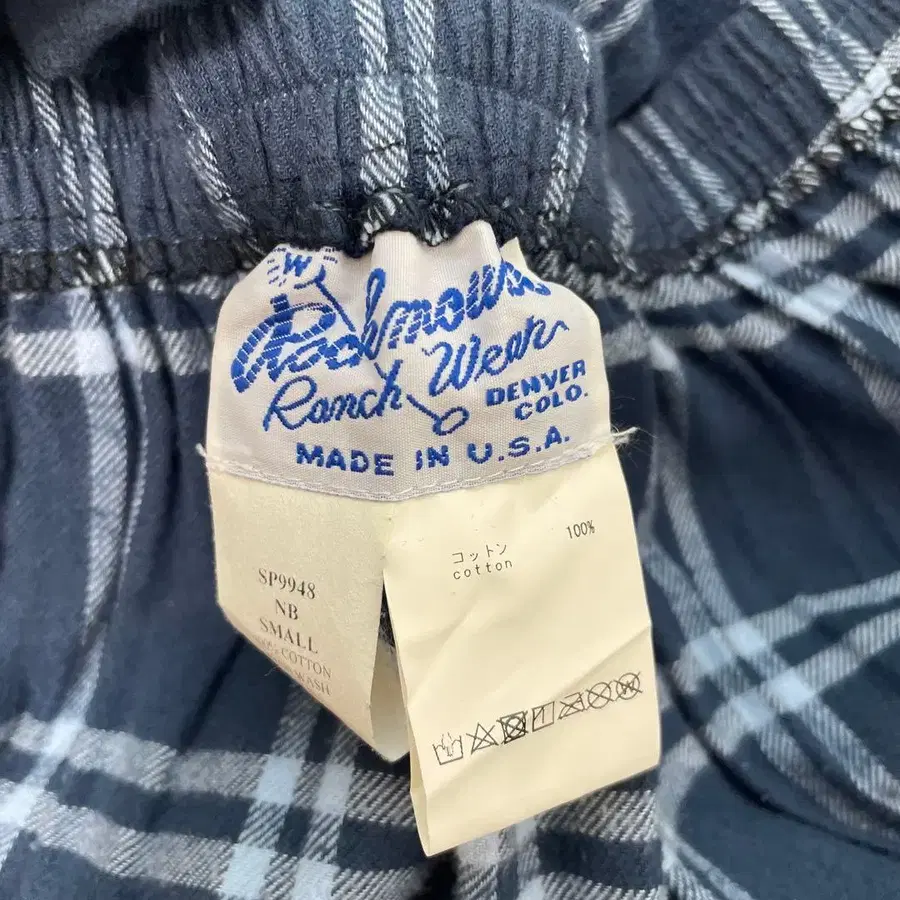 W
Rockmount
Ranch Wear
DENVER
COLO.
MADE IN U.S.A.
SP9948
NB
SMALL
COTTON
WASH
コットン 100%
cotton
W